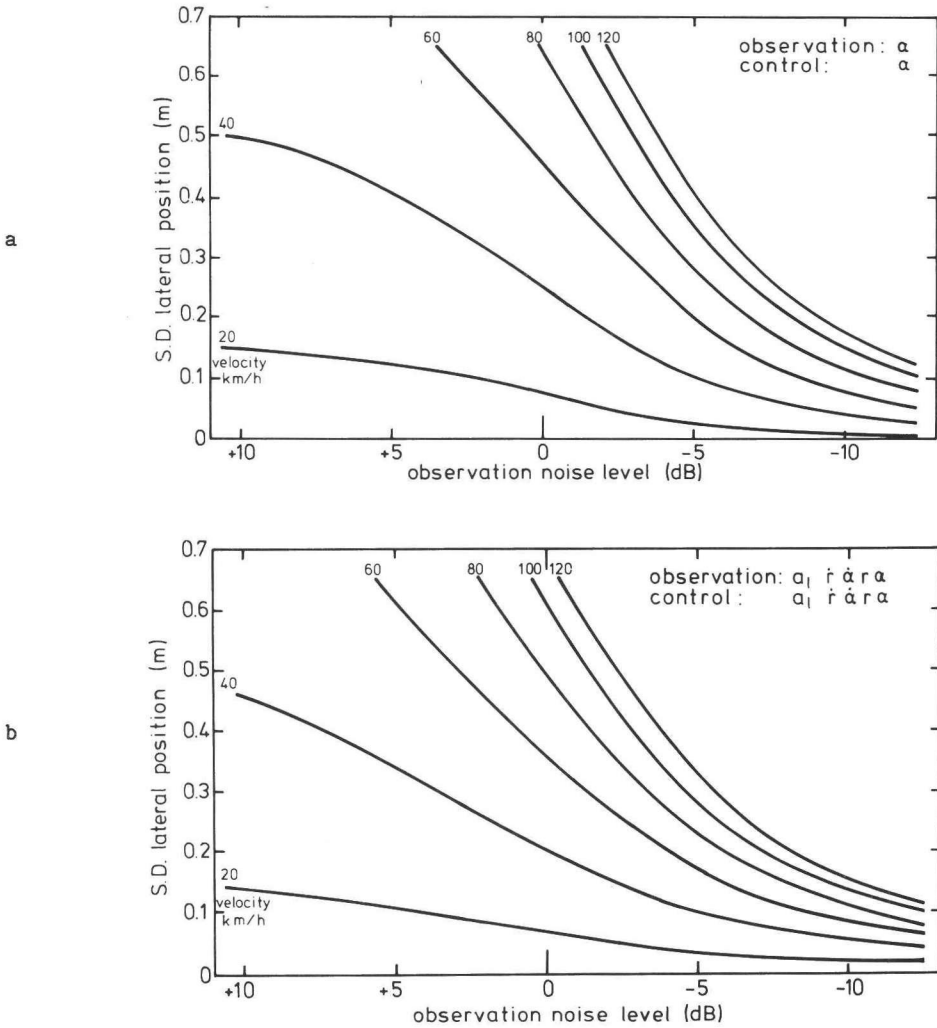 a
0.7
0.6
0.5
0.4
0.3
0.2
0.1
0
S.D. lateral position (m)
60
80
100
120
40
20
velocity
km/h
observation: α
control: α
+10
+5
0
-5
-10
observation noise level (dB)
b
0.7
0.6
0.5
0.4
0.3
0.2
0.1
0
S.D. lateral position (m)
60
80
100
120
40
20
velocity
km/h
observation: a₁ ṙ α̇ r α
control: a₁ ṙ α̇ r α
+10
+5
0
-5
-10
observation noise level (dB)